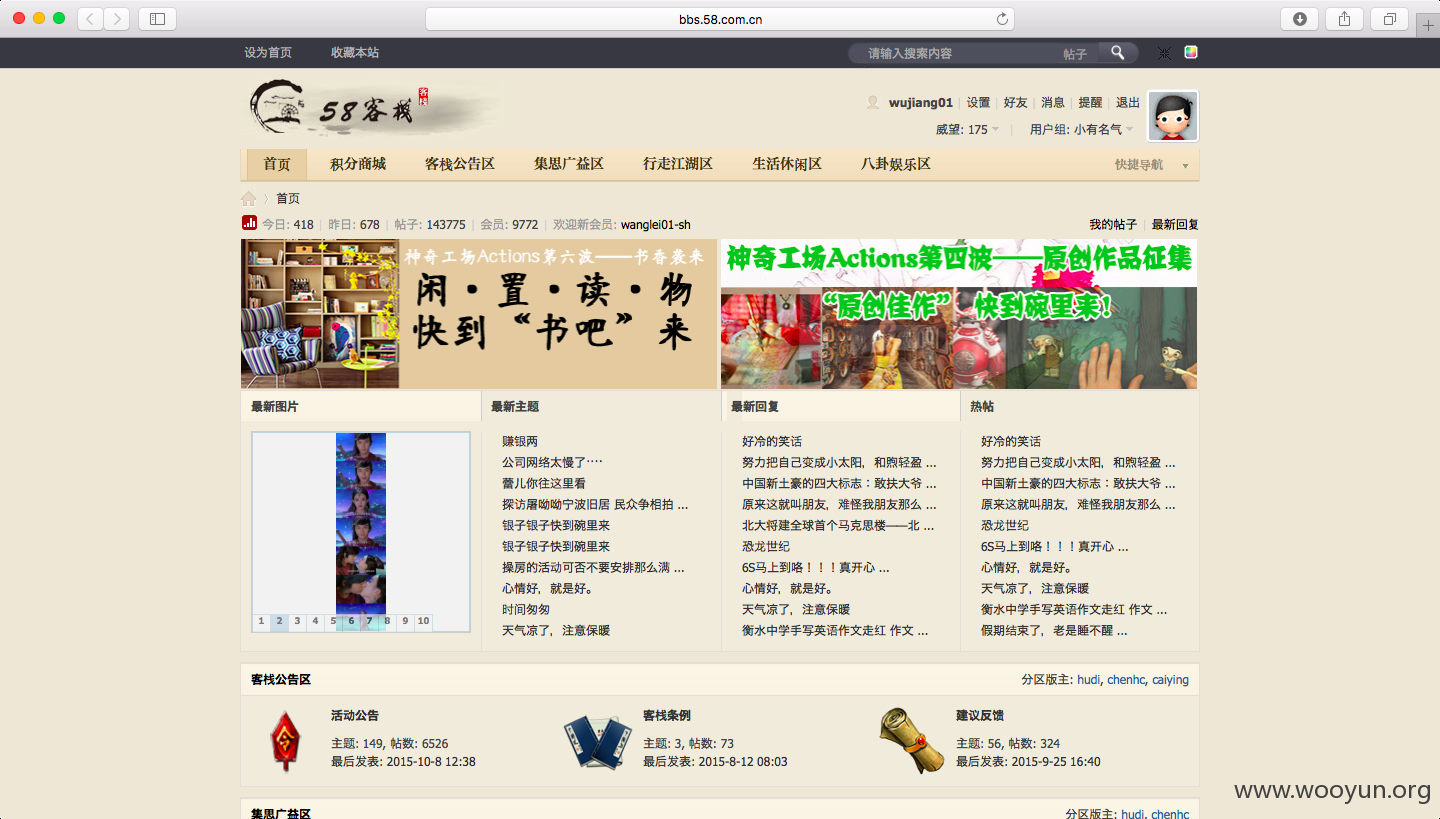 bbs.58.com.cn
设为首页 收藏本站 请输入搜索内容 帖子
58客栈 客栈
wujiang01 设置 好友 消息 提醒 退出
威望: 175 用户组: 小有名气
首页 积分商城 客栈公告区 集思广益区 行走江湖区 生活休闲区 八卦娱乐区 快捷导航
首页
今日: 418 昨日: 678 帖子: 143775 会员: 9772 欢迎新会员: wanglei01-sh 我的帖子 最新回复
神奇工场Actions第六波——书香袭来
闲·置·读·物
快到“书吧”来
神奇工场Actions第四波——原创作品征集
“原创佳作” 快到碗里来!
最新图片
1 2 3 4 5 6 7 8 9 10
最新主题
赚银两
公司网络太慢了····
蕾儿你往这里看
探访屠呦呦宁波旧居 民众争相拍 ...
银子银子快到碗里来
银子银子快到碗里来
操房的活动可否不要安排那么满 ...
心情好，就是好。
时间匆匆
天气凉了，注意保暖
最新回复
好冷的笑话
努力把自己变成小太阳，和煦轻盈 ...
中国新土豪的四大标志：敢扶大爷 ...
原来这就叫朋友，难怪我朋友那么 ...
北大将建全球首个马克思楼——北 ...
恐龙世纪
6S马上到咯！！！真开心 ...
心情好，就是好。
天气凉了，注意保暖
衡水中学手写英语作文走红 作文 ...
热帖
好冷的笑话
努力把自己变成小太阳，和煦轻盈 ...
中国新土豪的四大标志：敢扶大爷 ...
原来这就叫朋友，难怪我朋友那么 ...
恐龙世纪
6S马上到咯！！！真开心 ...
心情好，就是好。
天气凉了，注意保暖
衡水中学手写英语作文走红 作文 ...
假期结束了，老是睡不醒 ...
客栈公告区 分区版主: hudi, chenhc, caiying
活动公告
主题: 149, 帖数: 6526
最后发表: 2015-10-8 12:38
客栈条例
主题: 3, 帖数: 73
最后发表: 2015-8-12 08:03
建议反馈
主题: 56, 帖数: 324
最后发表: 2015-9-25 16:40
www.wooyun.org
集思广益区 分区版主: hudi, chenhc